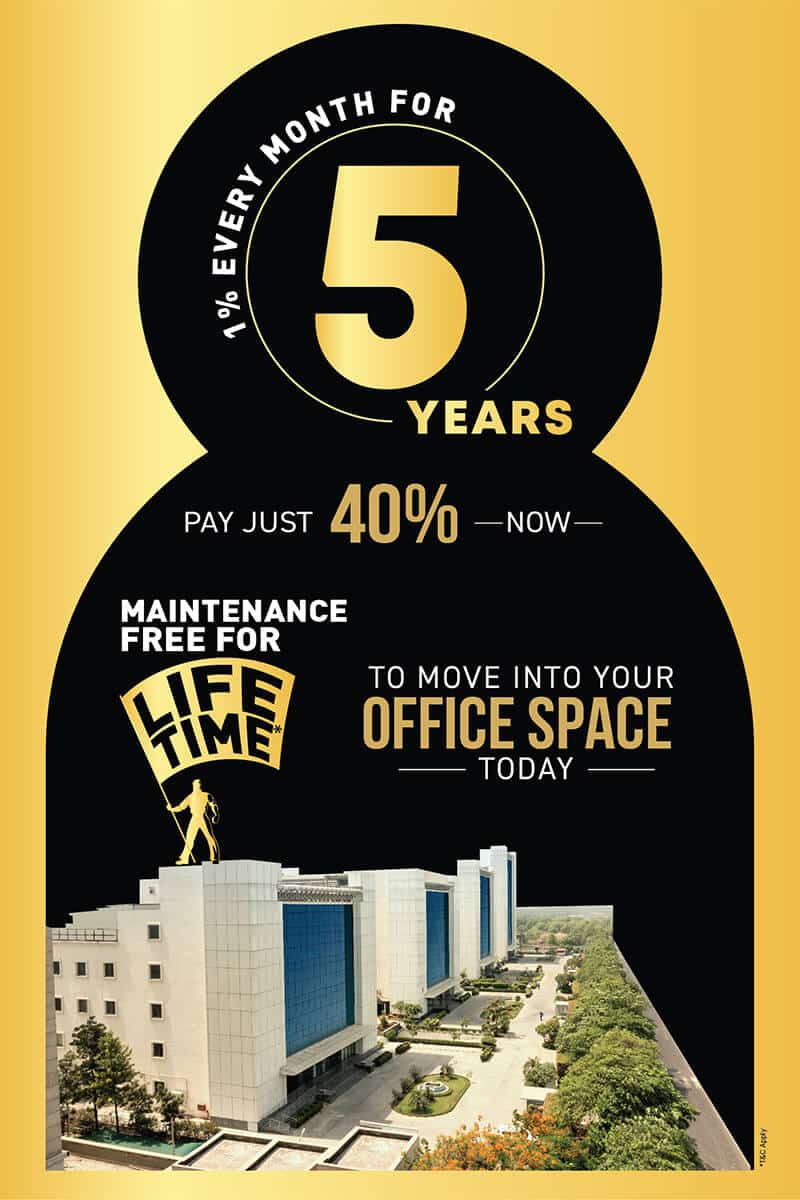 1% EVERY MONTH FOR
5
YEARS
PAY JUST 40% NOW
MAINTENANCE
FREE FOR
LIFE
TIME*
TO MOVE INTO YOUR
OFFICE SPACE
TODAY
*T&C Apply